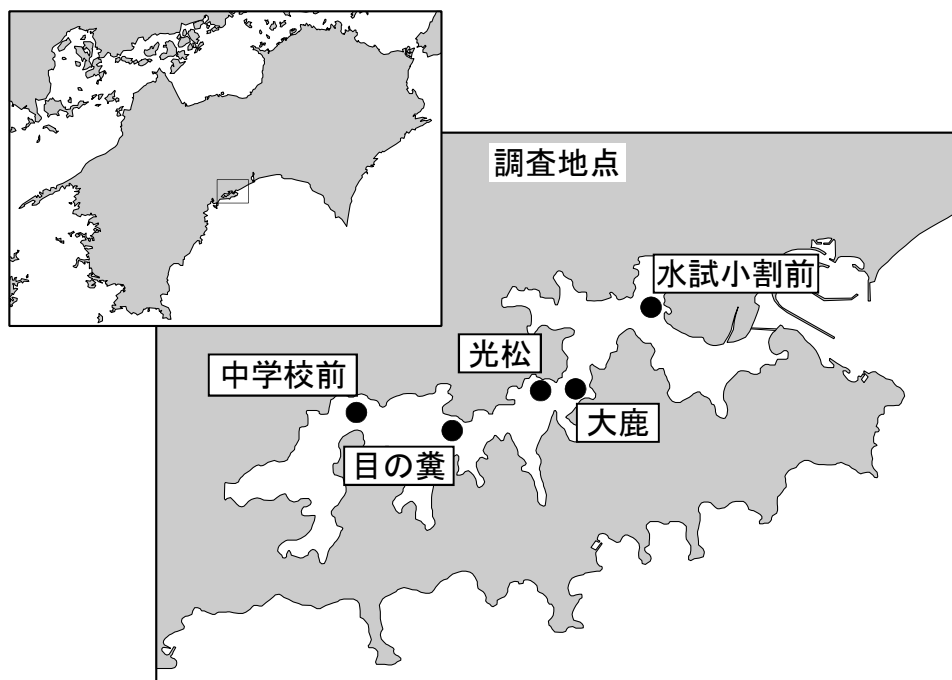 調査地点
水試小割前
光松
中学校前
大鹿
目の糞